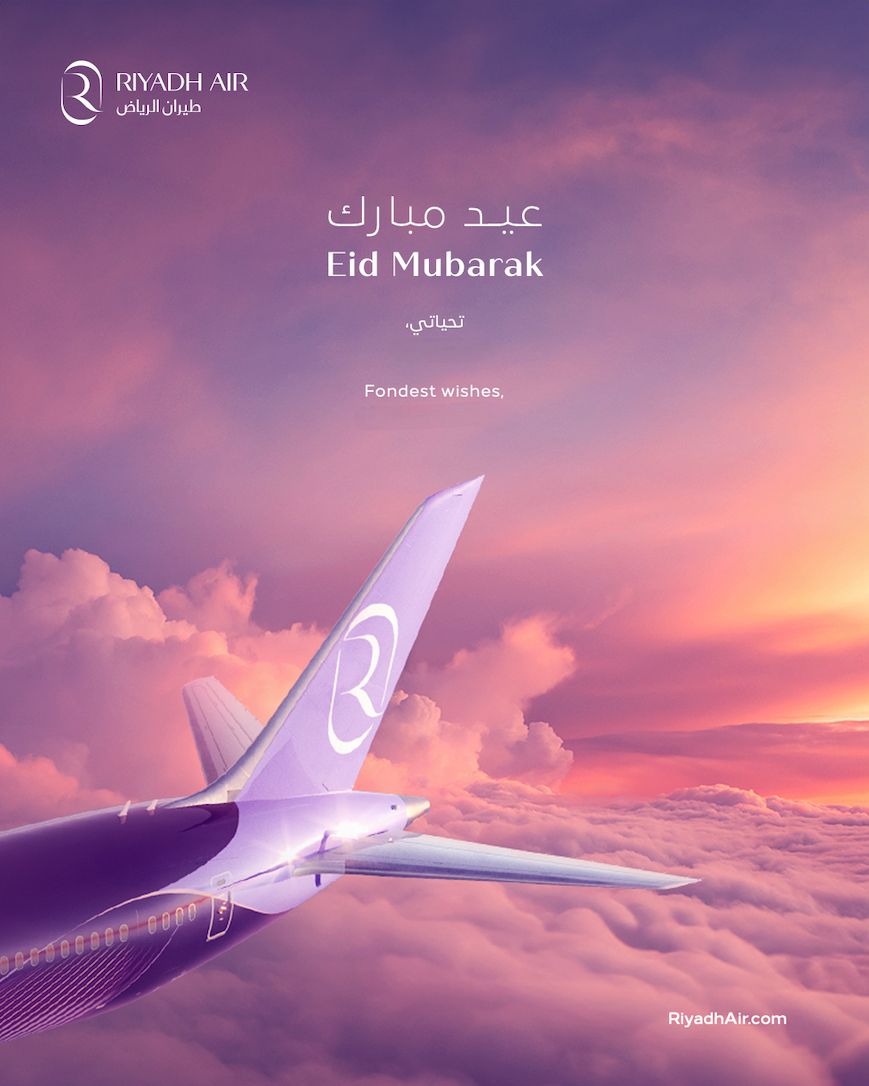 RIYADH AIR
طيران الرياض
عيد مبارك
Eid Mubarak
تحياتي،
Fondest wishes,
RiyadhAir.com